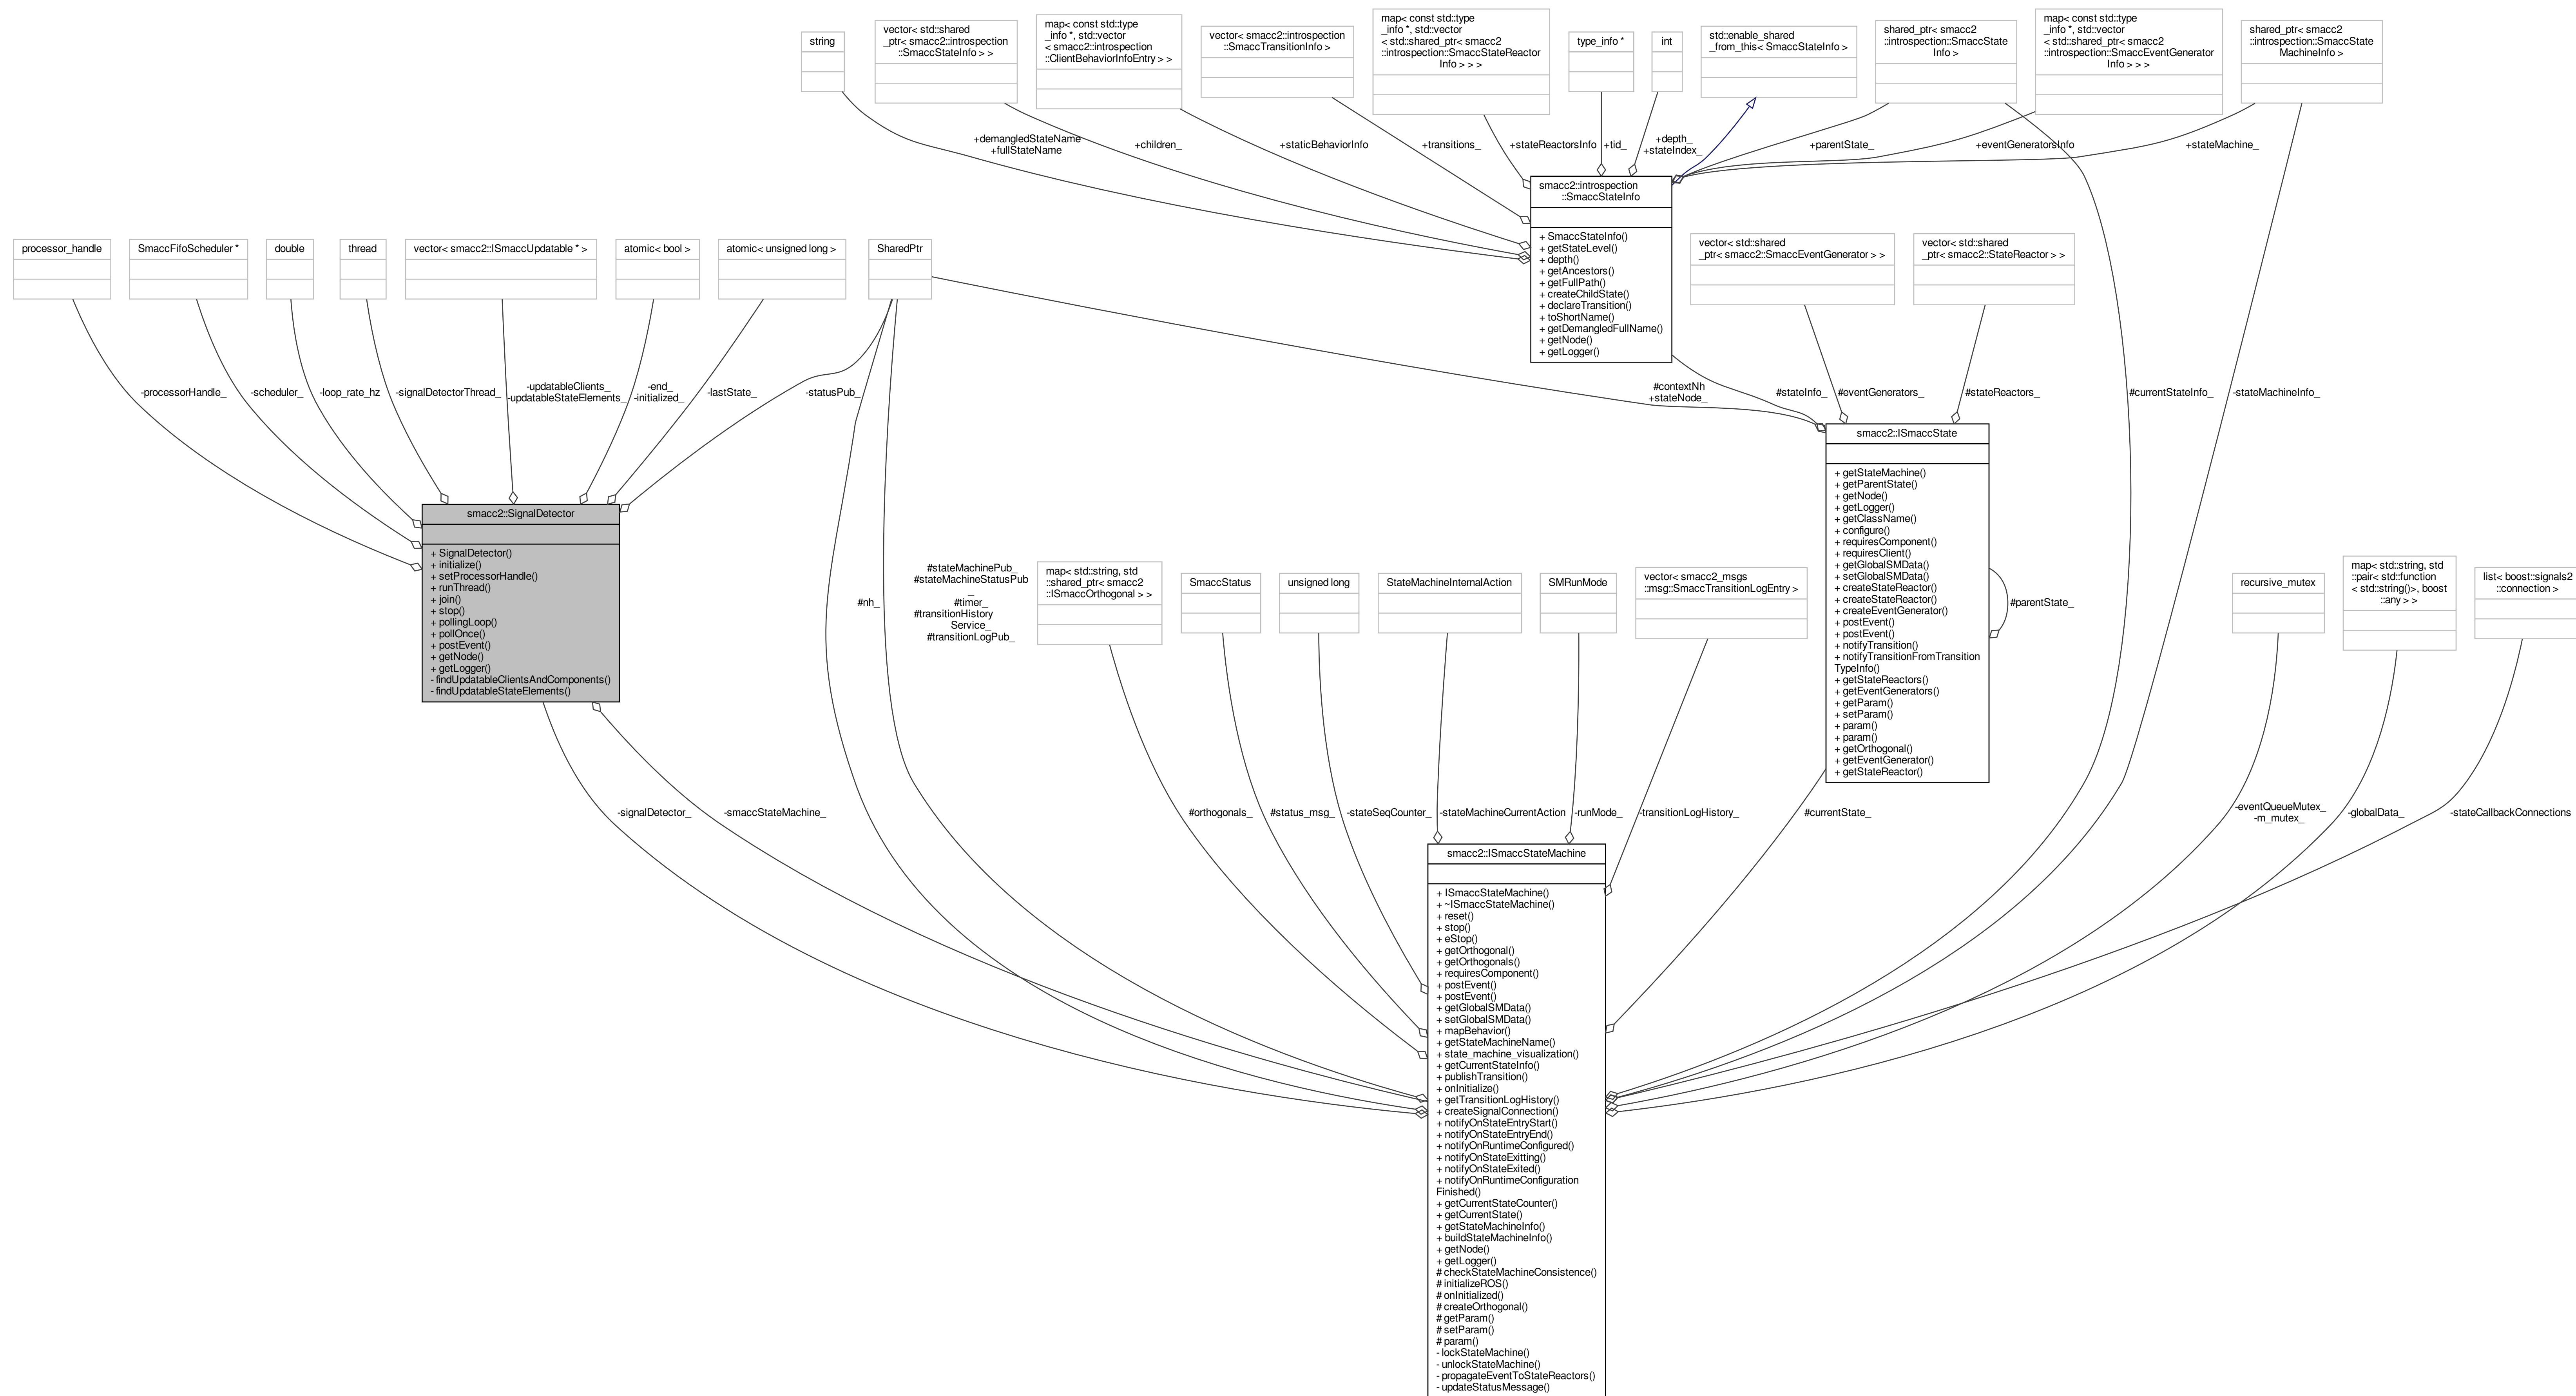 string
vector< std::shared
_ptr< smacc2::introspection
::SmaccStateInfo > >
map< const std::type
_info *, std::vector
< smacc2::introspection
::ClientBehaviorInfoEntry > >
vector< smacc2::introspection
::SmaccTransitionInfo >
map< const std::type
_info *, std::vector
< std::shared_ptr< smacc2
::introspection::SmaccStateReactor
Info > > >
type_info *
int
std::enable_shared
_from_this< SmaccStateInfo >
shared_ptr< smacc2
::introspection::SmaccState
Info >
map< const std::type
_info *, std::vector
< std::shared_ptr< smacc2
::introspection::SmaccEventGenerator
Info > > >
shared_ptr< smacc2
::introspection::SmaccState
MachineInfo >
+demangledStateName
+fullStateName
+children_
+staticBehaviorInfo
+transitions_
+stateReactorsInfo
+tid_
+depth_
+stateIndex_
+parentState_
+eventGeneratorsInfo
+stateMachine_
smacc2::introspection
::SmaccStateInfo
+ SmaccStateInfo()
+ getStateLevel()
+ depth()
+ getAncestors()
+ getFullPath()
+ createChildState()
+ declareTransition()
+ toShortName()
+ getDemangledFullName()
+ getNode()
+ getLogger()
processor_handle
SmaccFifoScheduler *
double
thread
vector< smacc2::ISmaccUpdatable * >
atomic< bool >
atomic< unsigned long >
SharedPtr
vector< std::shared
_ptr< smacc2::SmaccEventGenerator > >
vector< std::shared
_ptr< smacc2::StateReactor > >
-processorHandle_
-scheduler_
-loop_rate_hz
-signalDetectorThread_
-updatableClients_
-updatableStateElements_
-end_
-initialized_
-lastState_
-statusPub_
#contextNh
+stateNode_
#stateInfo_
#eventGenerators_
#stateReactors_
#currentStateInfo_
-stateMachineInfo_
smacc2::SignalDetector
+ SignalDetector()
+ initialize()
+ setProcessorHandle()
+ runThread()
+ join()
+ stop()
+ pollingLoop()
+ pollOnce()
+ postEvent()
+ getNode()
+ getLogger()
- findUpdatableClientsAndComponents()
- findUpdatableStateElements()
smacc2::ISmaccState
+ getStateMachine()
+ getParentState()
+ getNode()
+ getLogger()
+ getClassName()
+ configure()
+ requiresComponent()
+ requiresClient()
+ getGlobalSMData()
+ setGlobalSMData()
+ createStateReactor()
+ createStateReactor()
+ createEventGenerator()
+ postEvent()
+ postEvent()
+ notifyTransition()
+ notifyTransitionFromTransition
TypeInfo()
+ getStateReactors()
+ getEventGenerators()
+ getParam()
+ setParam()
+ param()
+ param()
+ getOrthogonal()
+ getEventGenerator()
+ getStateReactor()
#parentState_
#nh_
#stateMachinePub_
#stateMachineStatusPub
_
#timer_
#transitionHistory
Service_
#transitionLogPub_
map< std::string, std
::shared_ptr< smacc2
::ISmaccOrthogonal > >
SmaccStatus
unsigned long
StateMachineInternalAction
SMRunMode
vector< smacc2_msgs
::msg::SmaccTransitionLogEntry >
recursive_mutex
map< std::string, std
::pair< std::function
< std::string()>, boost
::any > >
list< boost::signals2
::connection >
-signalDetector_
-smaccStateMachine_
#orthogonals_
#status_msg_
-stateSeqCounter_
-stateMachineCurrentAction
-runMode_
-transitionLogHistory_
#currentState_
-eventQueueMutex_
-m_mutex_
-globalData_
-stateCallbackConnections
smacc2::ISmaccStateMachine
+ ISmaccStateMachine()
+ ~ISmaccStateMachine()
+ reset()
+ stop()
+ eStop()
+ getOrthogonal()
+ getOrthogonals()
+ requiresComponent()
+ postEvent()
+ postEvent()
+ getGlobalSMData()
+ setGlobalSMData()
+ mapBehavior()
+ getStateMachineName()
+ state_machine_visualization()
+ getCurrentStateInfo()
+ publishTransition()
+ onInitialize()
+ getTransitionLogHistory()
+ createSignalConnection()
+ notifyOnStateEntryStart()
+ notifyOnStateEntryEnd()
+ notifyOnRuntimeConfigured()
+ notifyOnStateExitting()
+ notifyOnStateExited()
+ notifyOnRuntimeConfiguration
Finished()
+ getCurrentStateCounter()
+ getCurrentState()
+ getStateMachineInfo()
+ buildStateMachineInfo()
+ getNode()
+ getLogger()
# checkStateMachineConsistence()
# initializeROS()
# onInitialized()
# createOrthogonal()
# getParam()
# setParam()
# param()
- lockStateMachine()
- unlockStateMachine()
- propagateEventToStateReactors()
- updateStatusMessage()